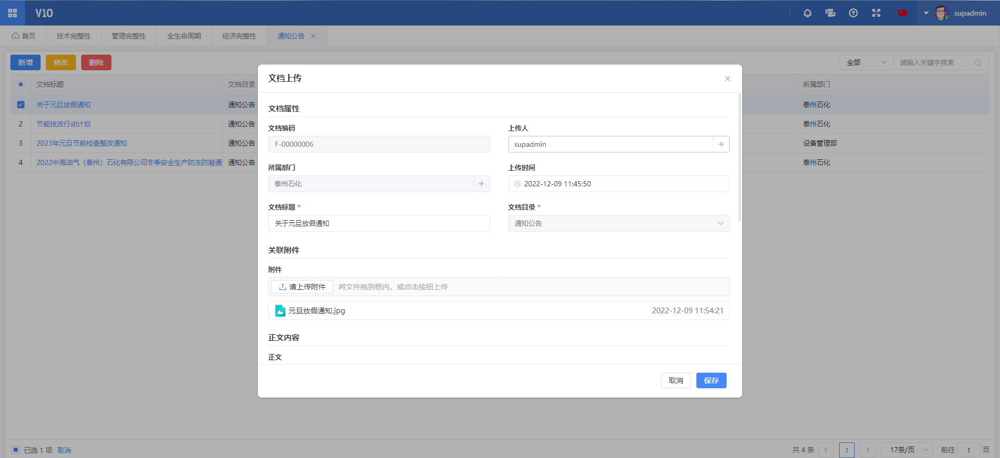 V10
supadmin
首页 技术完整性 管理完整性 全生命周期 经济完整性 通知公告
新增 修改 删除
全部 请输入关键字搜索
文档标题 文档目录 所属部门
关于元旦放假通知 通知公告 泰州石化
2 节能技改行动计划 通知公告 泰州石化
3 2023年元旦节前检查整改通知 通知公告 设备管理部
4 2022中海油气（泰州）石化有限公司冬季安全生产防冻防凝通 通知公告 泰州石化
文档上传
文档属性
文档编码 上传人
F-00000006 supadmin
所属部门 上传时间
泰州石化 2022-12-09 11:45:50
文档标题 * 文档目录 *
关于元旦放假通知 通知公告
关联附件
附件
请上传附件 将文件拖到框内，或点击按钮上传
元旦放假通知.jpg 2022-12-09 11:54:21
正文内容
正文
取消 保存
已选 1 项 取消
共 4 条 1 17条/页 前往 1 页